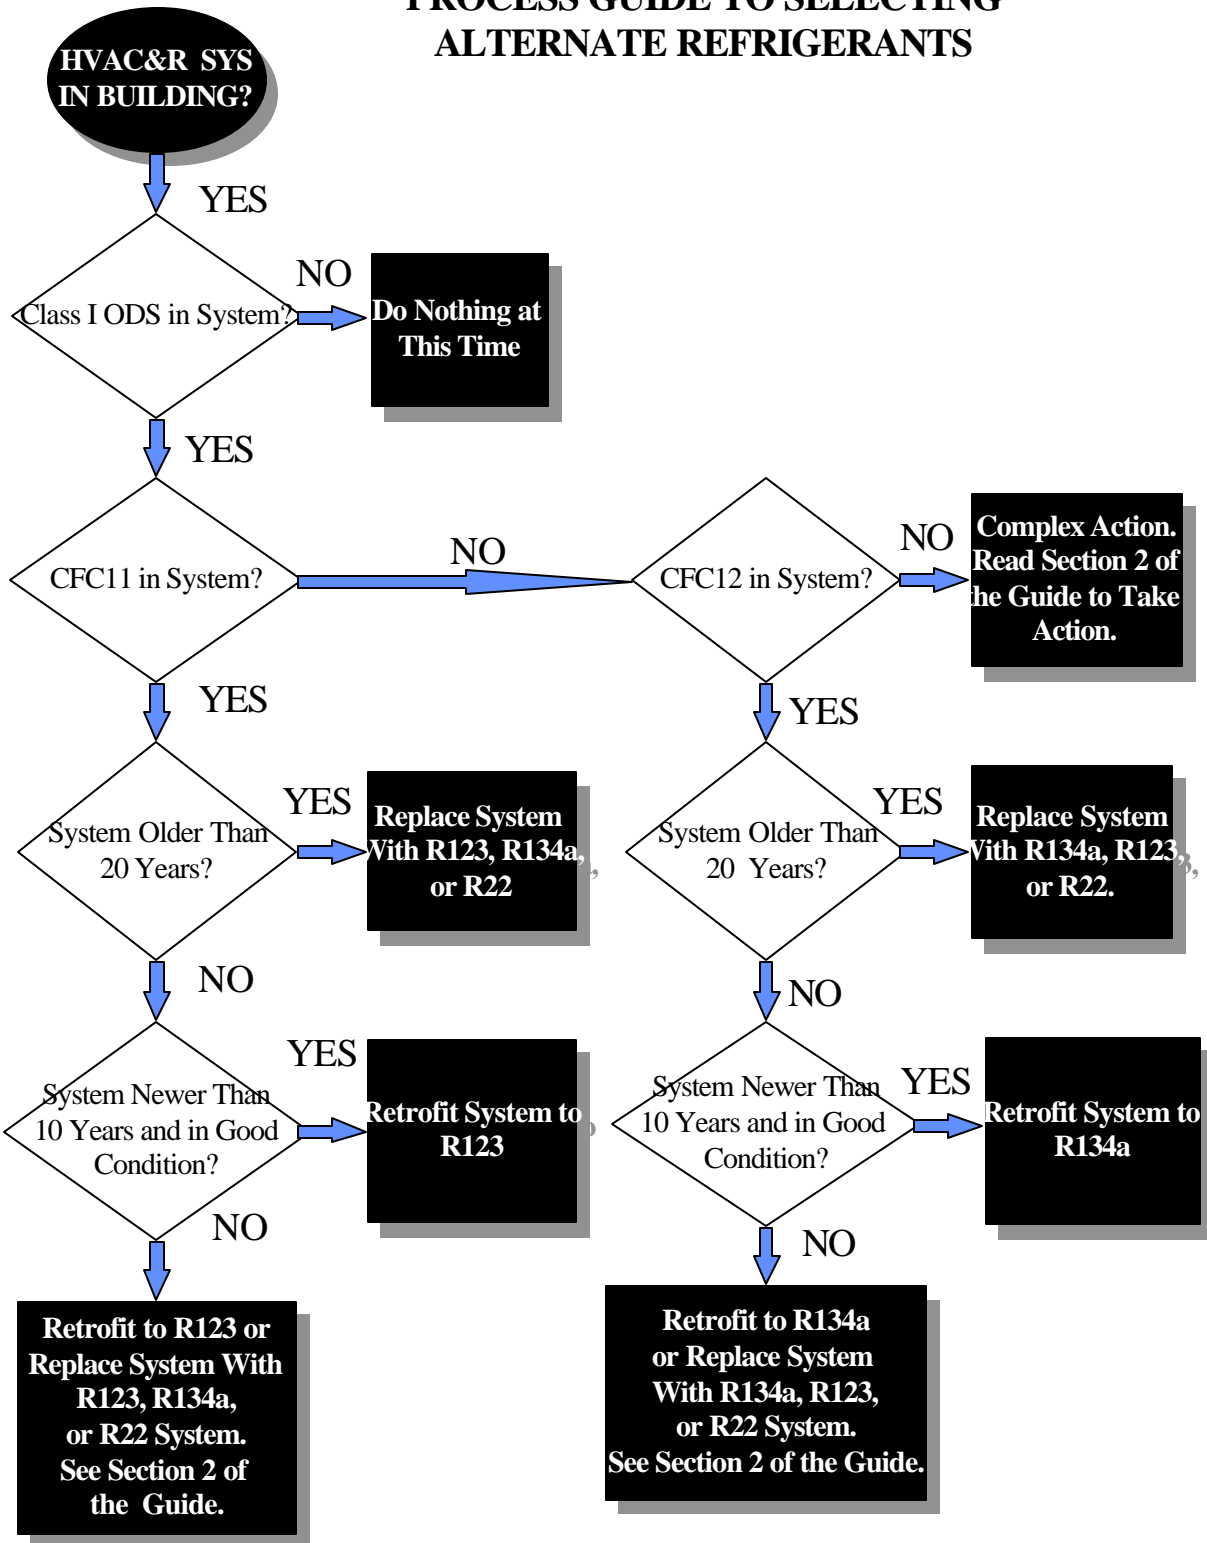 PROCESS GUIDE TO SELECTING
ALTERNATE REFRIGERANTS
HVAC&R SYS
IN BUILDING?
YES
Class I ODS in System?
NO
Do Nothing at
This Time
YES
CFC11 in System?
NO
CFC12 in System?
NO
Complex Action.
Read Section 2 of
the Guide to Take
Action.
YES
YES
System Older Than
20 Years?
YES
Replace System
With R123, R134a,
or R22
System Older Than
20 Years?
YES
Replace System
With R134a, R123,
or R22.
NO
NO
System Newer Than
10 Years and in Good
Condition?
YES
Retrofit System to
R123
System Newer Than
10 Years and in Good
Condition?
YES
Retrofit System to
R134a
NO
NO
Retrofit to R123 or
Replace System With
R123, R134a,
or R22 System.
See Section 2 of
the Guide.
Retrofit to R134a
or Replace System
With R134a, R123,
or R22 System.
See Section 2 of the Guide.